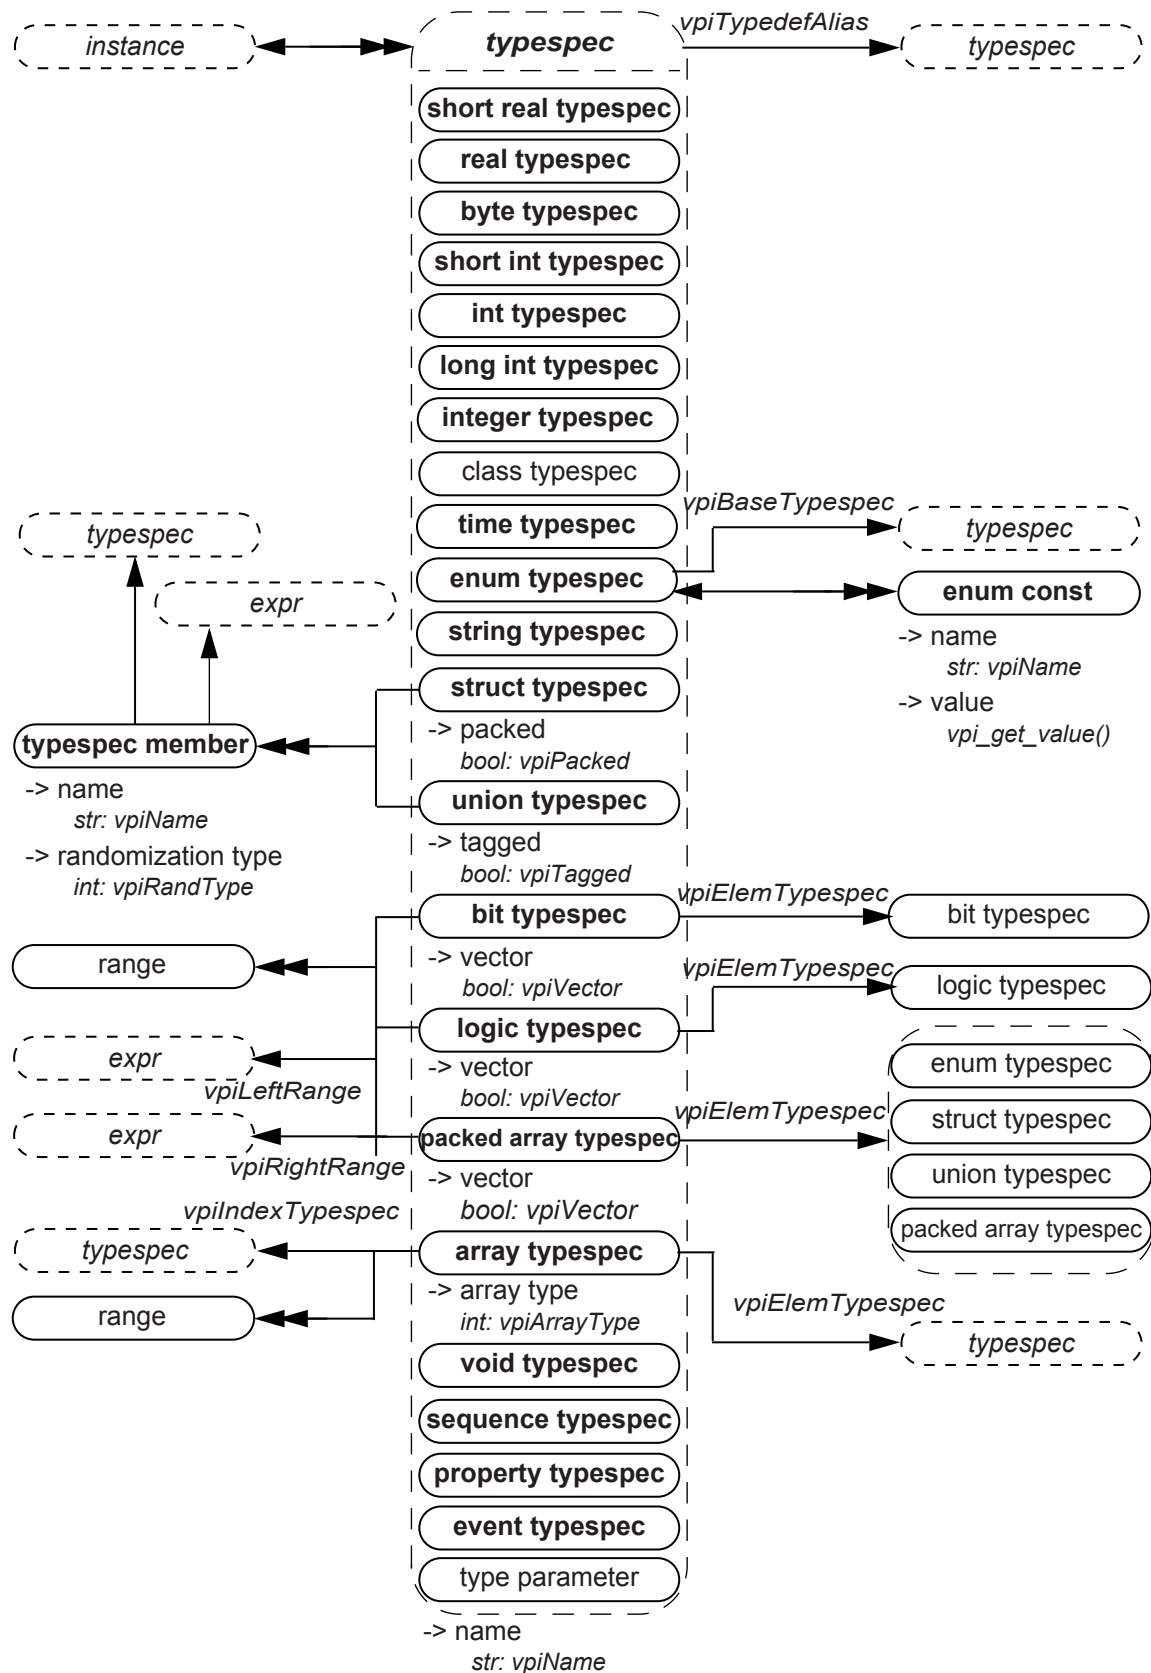 instance
typespec
vpiTypedefAlias
typespec
short real typespec
real typespec
byte typespec
short int typespec
int typespec
long int typespec
integer typespec
class typespec
vpiBaseTypespec
time typespec
typespec
typespec
enum typespec
enum const
expr
-> name
str: vpiName
string typespec
struct typespec
-> value
vpi_get_value()
-> packed
bool: vpiPacked
typespec member
-> name
str: vpiName
-> randomization type
int: vpiRandType
union typespec
-> tagged
bool: vpiTagged
vpiElemTypespec
bit typespec
bit typespec
-> vector
bool: vpiVector
range
vpiElemTypespec
logic typespec
logic typespec
-> vector
bool: vpiVector
expr
vpiLeftRange
enum typespec
vpiElemTypespec
struct typespec
expr
vpiRightRange
packed array typespec
union typespec
-> vector
bool: vpiVector
vpiIndexTypespec
packed array typespec
typespec
array typespec
-> array type
int: vpiArrayType
range
vpiElemTypespec
typespec
void typespec
sequence typespec
property typespec
event typespec
type parameter
-> name
str: vpiName